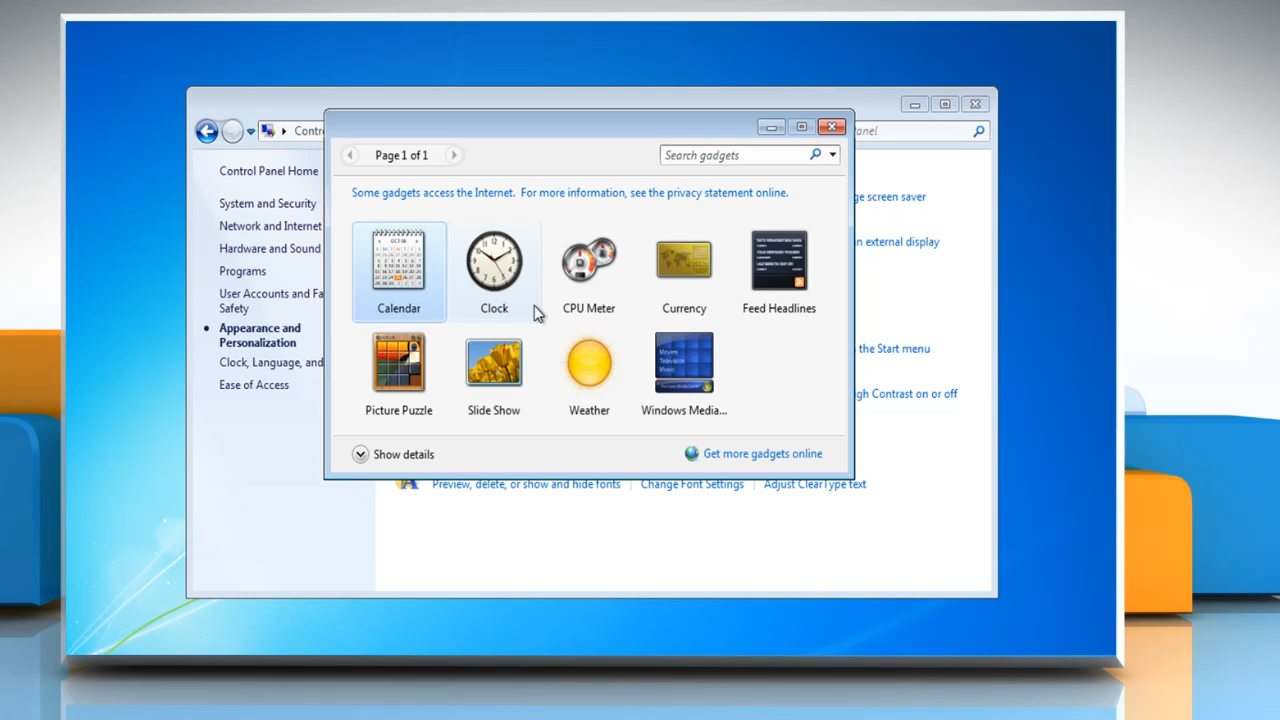 Contr
anel
Page 1 of 1
Search gadgets
Some gadgets access the Internet. For more information, see the privacy statement online.
Control Panel Home
System and Security
Network and Internet
Hardware and Sound
Programs
User Accounts and Fa
Safety
Appearance and
Personalization
Clock, Language, and
Ease of Access
ge screen saver
n external display
the Start menu
gh Contrast on or off
Calendar
Clock
CPU Meter
Currency
Feed Headlines
Picture Puzzle
Slide Show
Weather
Windows Media...
Show details
Get more gadgets online
Preview, delete, or show and hide fonts
Change Font Settings
Adjust ClearType text